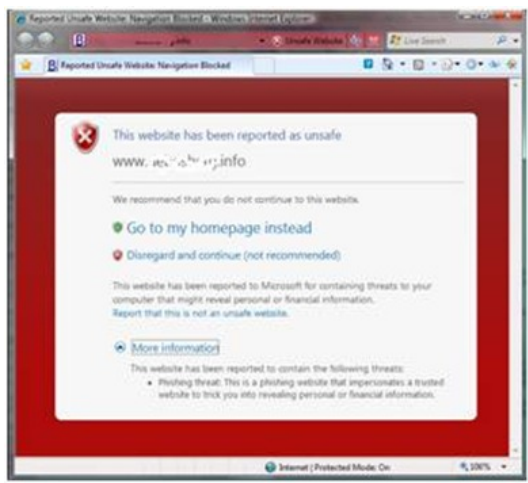 Reported Unsafe Website: Navigation Blocked - Windows Internet Explorer
Unsafe Website
Live Search
Reported Unsafe Website: Navigation Blocked
This website has been reported as unsafe
www. .info
We recommend that you do not continue to this website.
Go to my homepage instead
Disregard and continue (not recommended)
This website has been reported to Microsoft for containing threats to your
computer that might reveal personal or financial information.
Report that this is not an unsafe website.
More information
This website has been reported to contain the following threats:
• Phishing threat: This is a phishing website that impersonates a trusted
website to trick you into revealing personal or financial information.
Internet | Protected Mode: On
100%